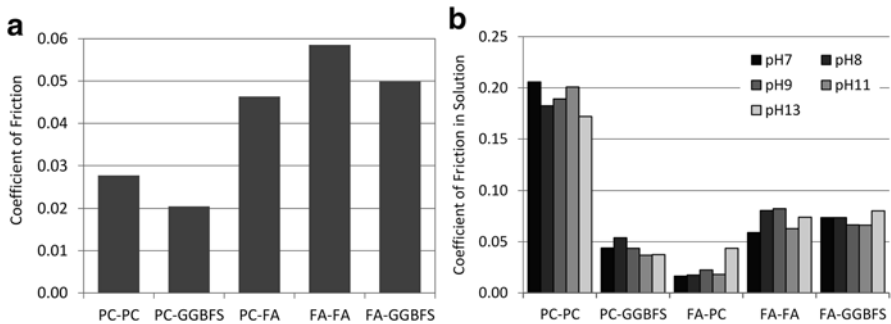 a
Coefficient of Friction
0.06
0.05
0.04
0.03
0.02
0.01
0.00
PC-PC PC-GGBFS PC-FA FA-FA FA-GGBFS
b
Coefficient of Friction in Solution
0.25
0.20
0.15
0.10
0.05
0.00
pH7 pH8
pH9 pH11
pH13
PC-PC PC-GGBFS FA-PC FA-FA FA-GGBFS